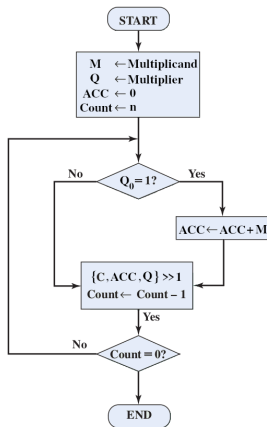 START
M ←Multiplicand
Q ←Multiplier
ACC ←0
Count←n
No
Yes
Q₀=1?
ACC←ACC+M
{C,ACC,Q}>>1
Count← Count−1
Yes
No
Count=0?
END